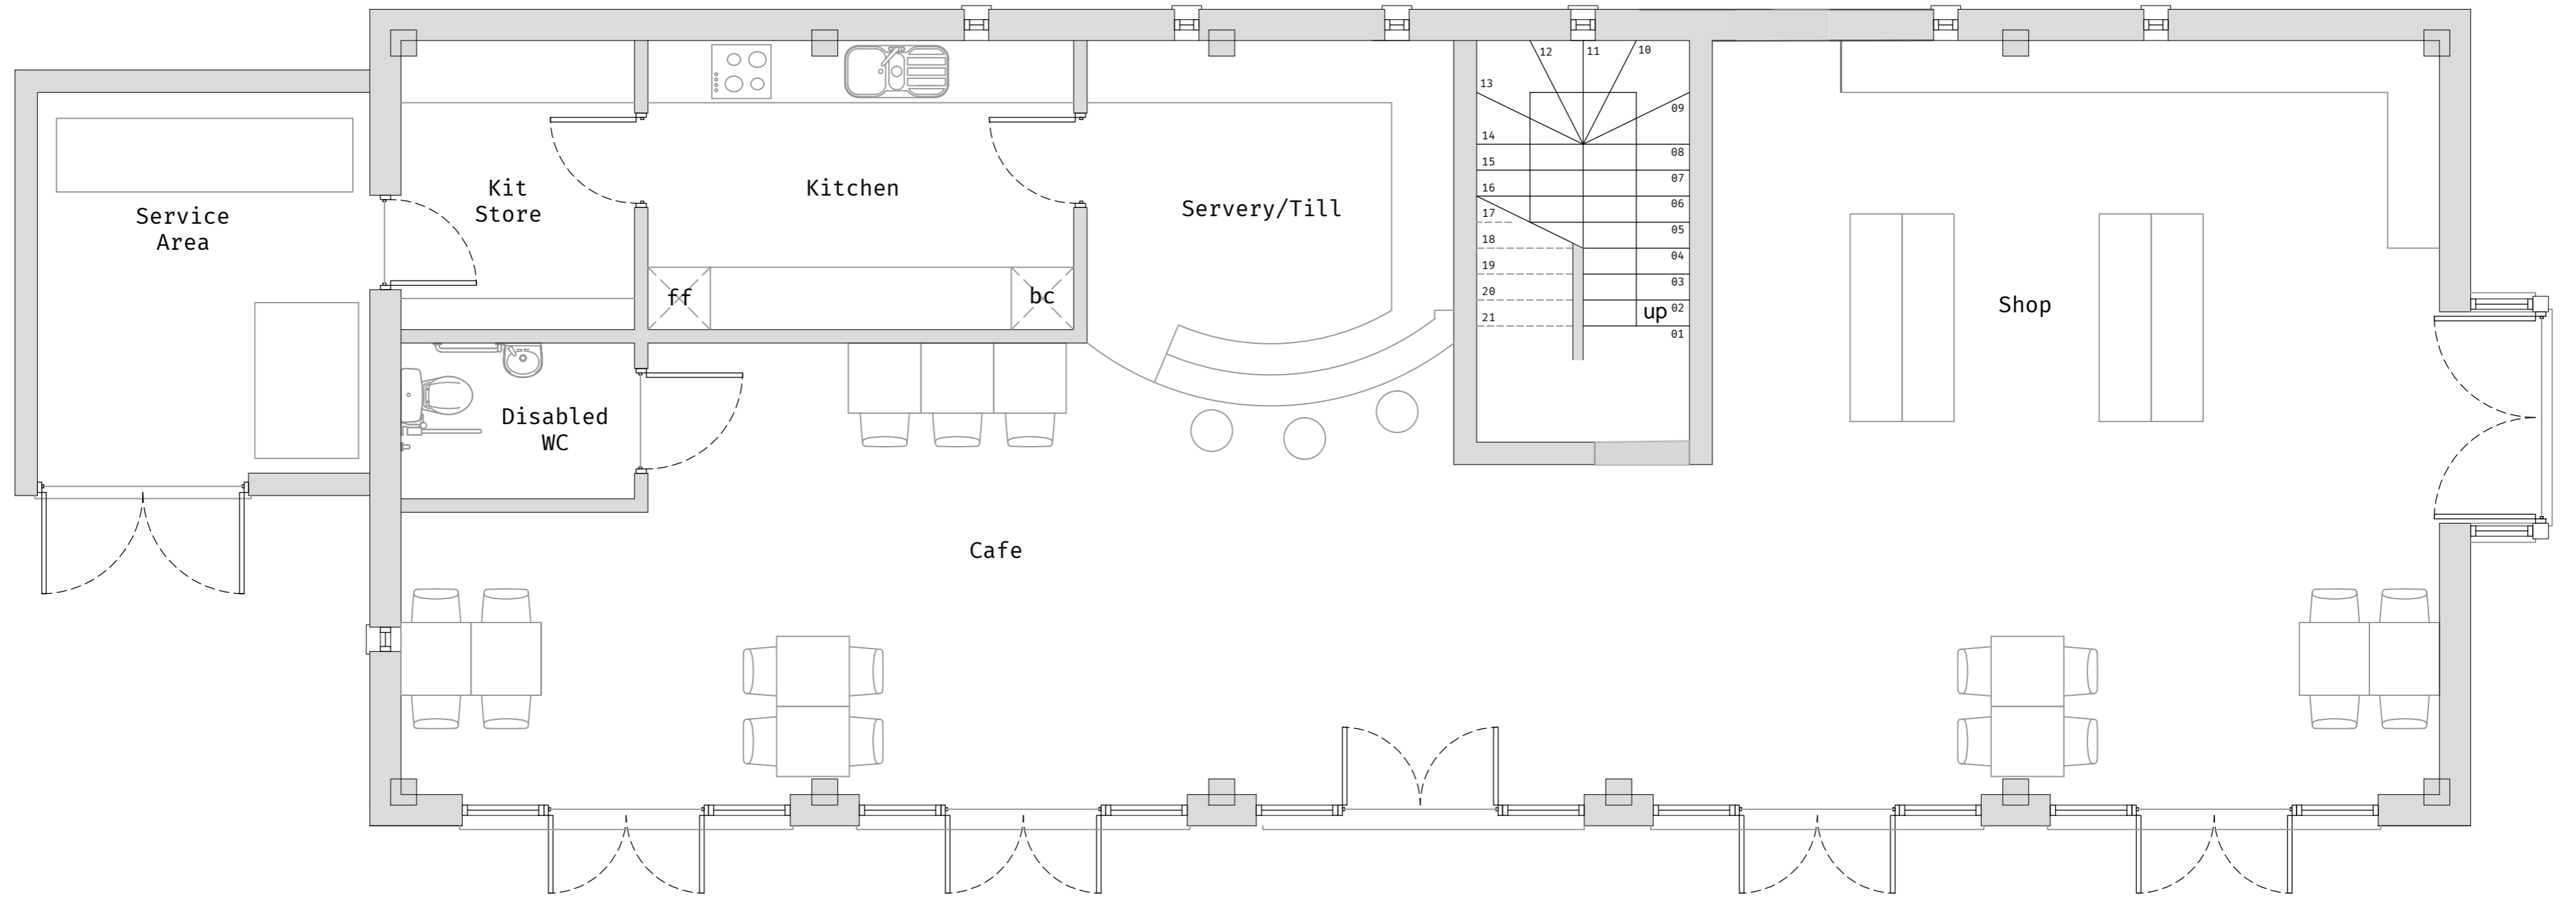 12
11
10
13
09
14
08
15
07
Kit
Store
Kitchen
16
06
Servery/Till
17
Service
Area
05
18
04
19
03
ff
bc
20
up
02
Shop
21
01
Disabled
WC
Cafe